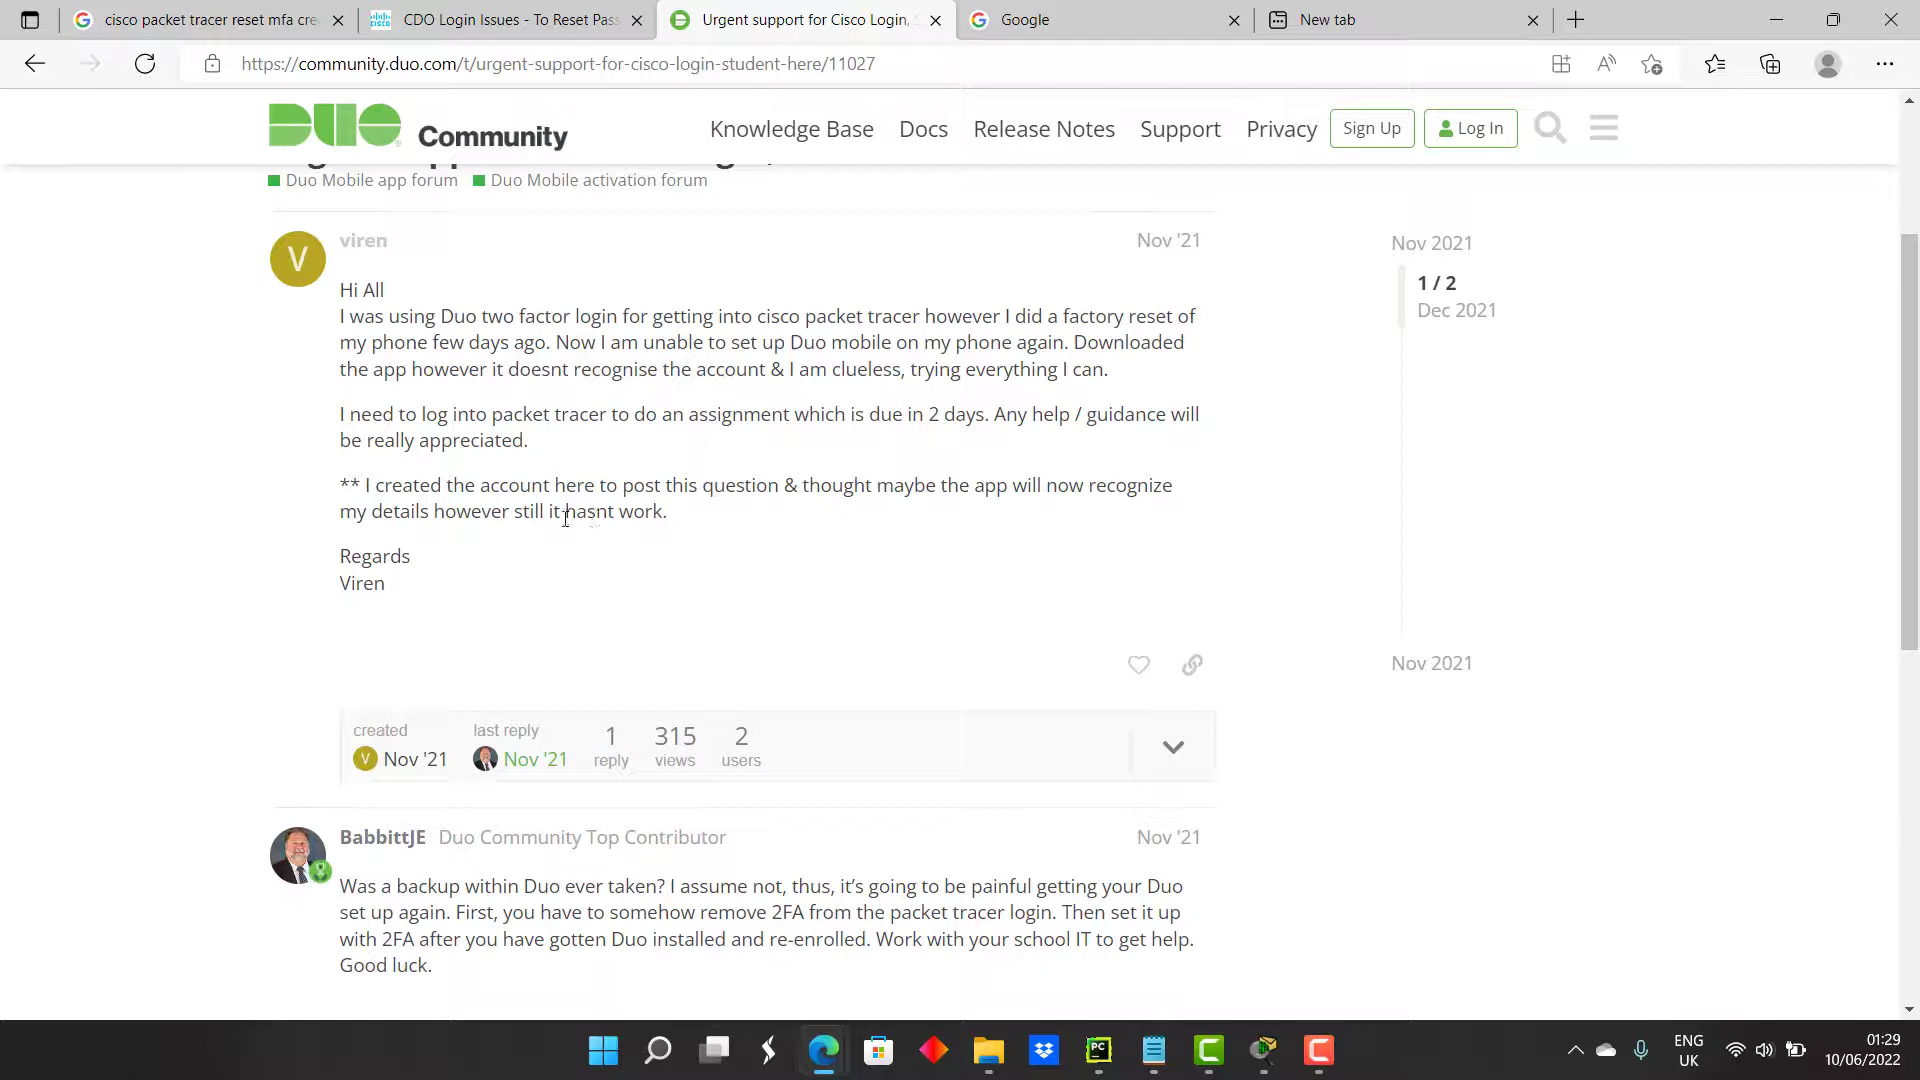 cisco packet tracer reset mfa cre
CDO Login Issues - To Reset Pass
Urgent support for Cisco Login,
Google
New tab
https://community.duo.com/t/urgent-support-for-cisco-login-student-here/11027
DUO Community
Knowledge Base
Docs
Release Notes
Support
Privacy
Sign Up
Log In
Duo Mobile app forum
Duo Mobile activation forum
V
viren
Nov '21
Hi All
I was using Duo two factor login for getting into cisco packet tracer however I did a factory reset of
my phone few days ago. Now I am unable to set up Duo mobile on my phone again. Downloaded
the app however it doesnt recognise the account & I am clueless, trying everything I can.
I need to log into packet tracer to do an assignment which is due in 2 days. Any help / guidance will
be really appreciated.
** I created the account here to post this question & thought maybe the app will now recognize
my details however still it hasnt work.
Regards
Viren
Nov 2021
1 / 2
Dec 2021
Nov 2021
created
V Nov '21
last reply
Nov '21
1
reply
315
views
2
users
BabbittJE Duo Community Top Contributor
Nov '21
Was a backup within Duo ever taken? I assume not, thus, it's going to be painful getting your Duo
set up again. First, you have to somehow remove 2FA from the packet tracer login. Then set it up
with 2FA after you have gotten Duo installed and re-enrolled. Work with your school IT to get help.
Good luck.
PC
ENG
UK
01:29
10/06/2022